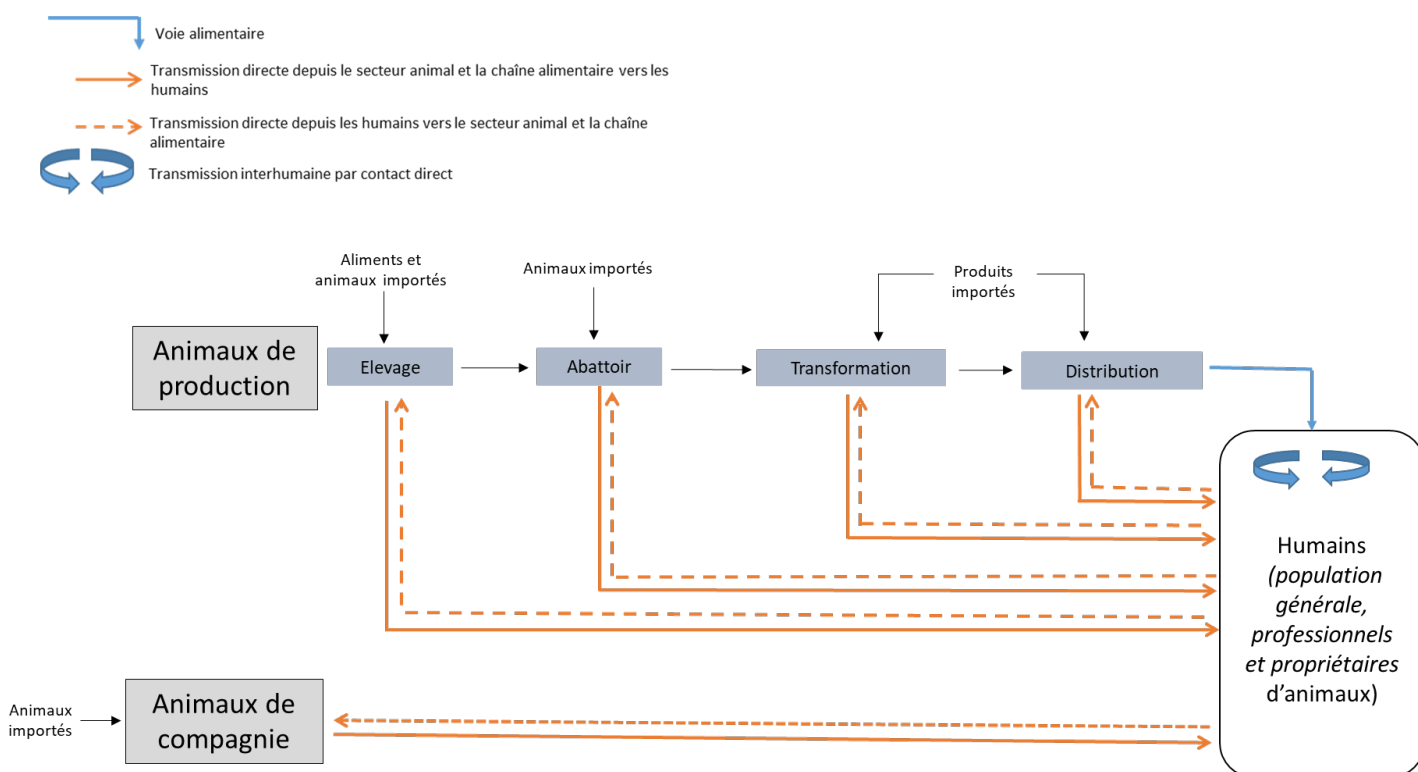 Voie alimentaire
Transmission directe depuis le secteur animal et la chaîne alimentaire vers les
humains
Transmission directe depuis les humains vers le secteur animal et la chaîne
alimentaire
Transmission interhumaine par contact direct
Aliments et
animaux importés
Animaux importés
Produits
importés
Animaux de
production
Elevage
Abattoir
Transformation
Distribution
Humains
(population
générale,
professionnels
et propriétaires
d'animaux)
Animaux
importés
Animaux de
compagnie